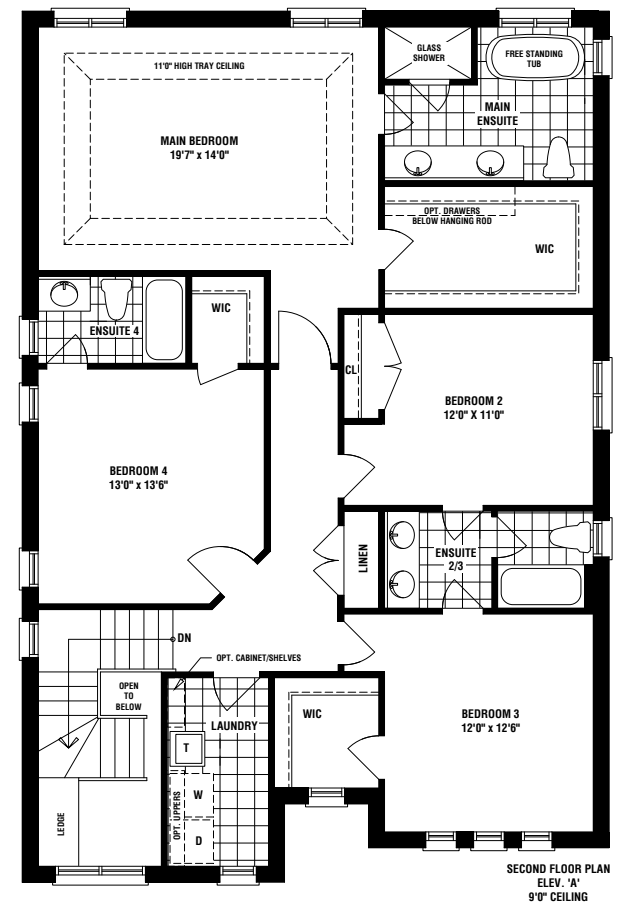 GLASS
SHOWER
FREE STANDING
TUB
11'0" HIGH TRAY CEILING
MAIN
ENSUITE
MAIN BEDROOM
19'7" x 14'0"
OPT. DRAWERS
BELOW HANGING ROD
WIC
WIC
ENSUITE 4
CL
BEDROOM 2
12'0" X 11'0"
BEDROOM 4
13'0" x 13'6"
LINEN
ENSUITE
2/3
DN
OPT. CABINET/SHELVES
OPEN
TO
BELOW
WIC
LAUNDRY
BEDROOM 3
12'0" x 12'6"
T
W
OPT. UPPERS
LEDGE
D
SECOND FLOOR PLAN
ELEV. 'A'
9'0" CEILING